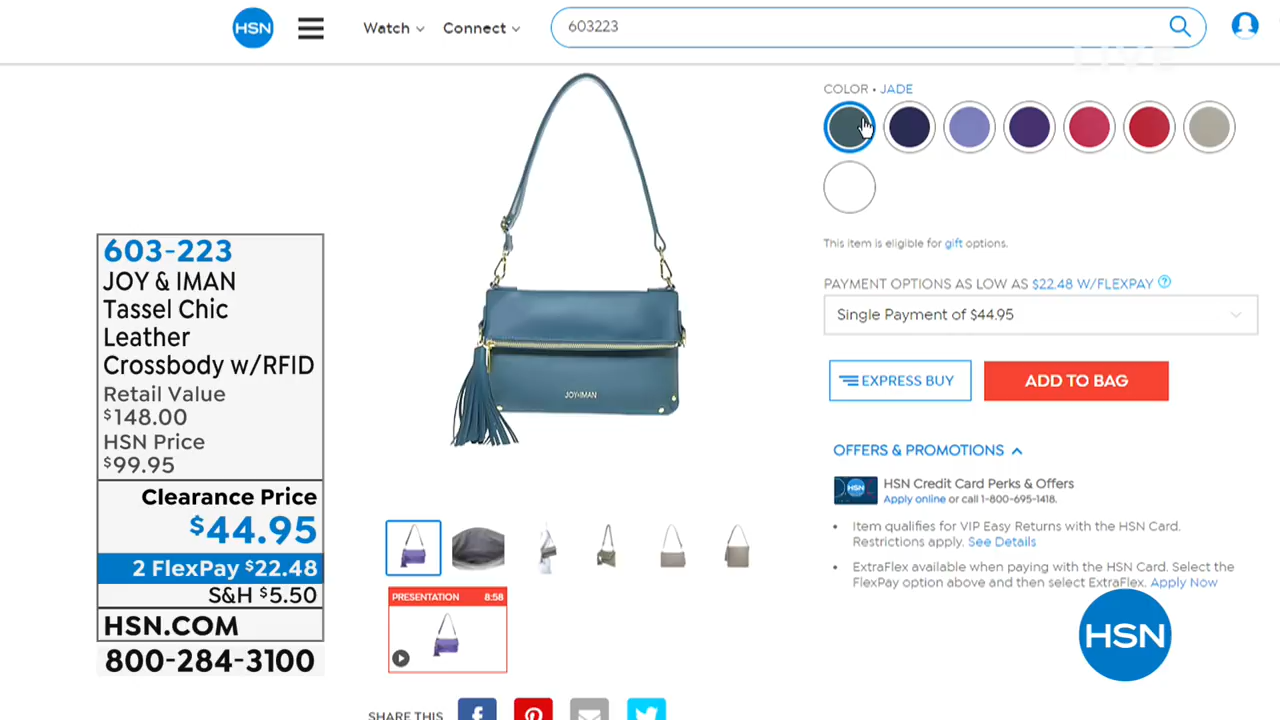 HSN
Watch
Connect
603223
LIVE
COLOR • JADE
This item is eligible for gift options.
PAYMENT OPTIONS AS LOW AS $22.48 W/FLEXPAY ?
Single Payment of $44.95
EXPRESS BUY
ADD TO BAG
OFFERS & PROMOTIONS
HSN
HSN Credit Card Perks & Offers
Apply online or call 1-800-695-1418.
• Item qualifies for VIP Easy Returns with the HSN Card.
Restrictions apply. See Details
• ExtraFlex available when paying with the HSN Card. Select the
FlexPay option above and then select ExtraFlex. Apply Now
HSN
603-223
JOY & IMAN
Tassel Chic
Leather
Crossbody w/RFID
Retail Value
$148.00
HSN Price
$99.95
Clearance Price
$44.95
2 FlexPay $22.48
S&H $5.50
HSN.COM
800-284-3100
JOY&IMAN
PRESENTATION 8:58
SHARE THIS